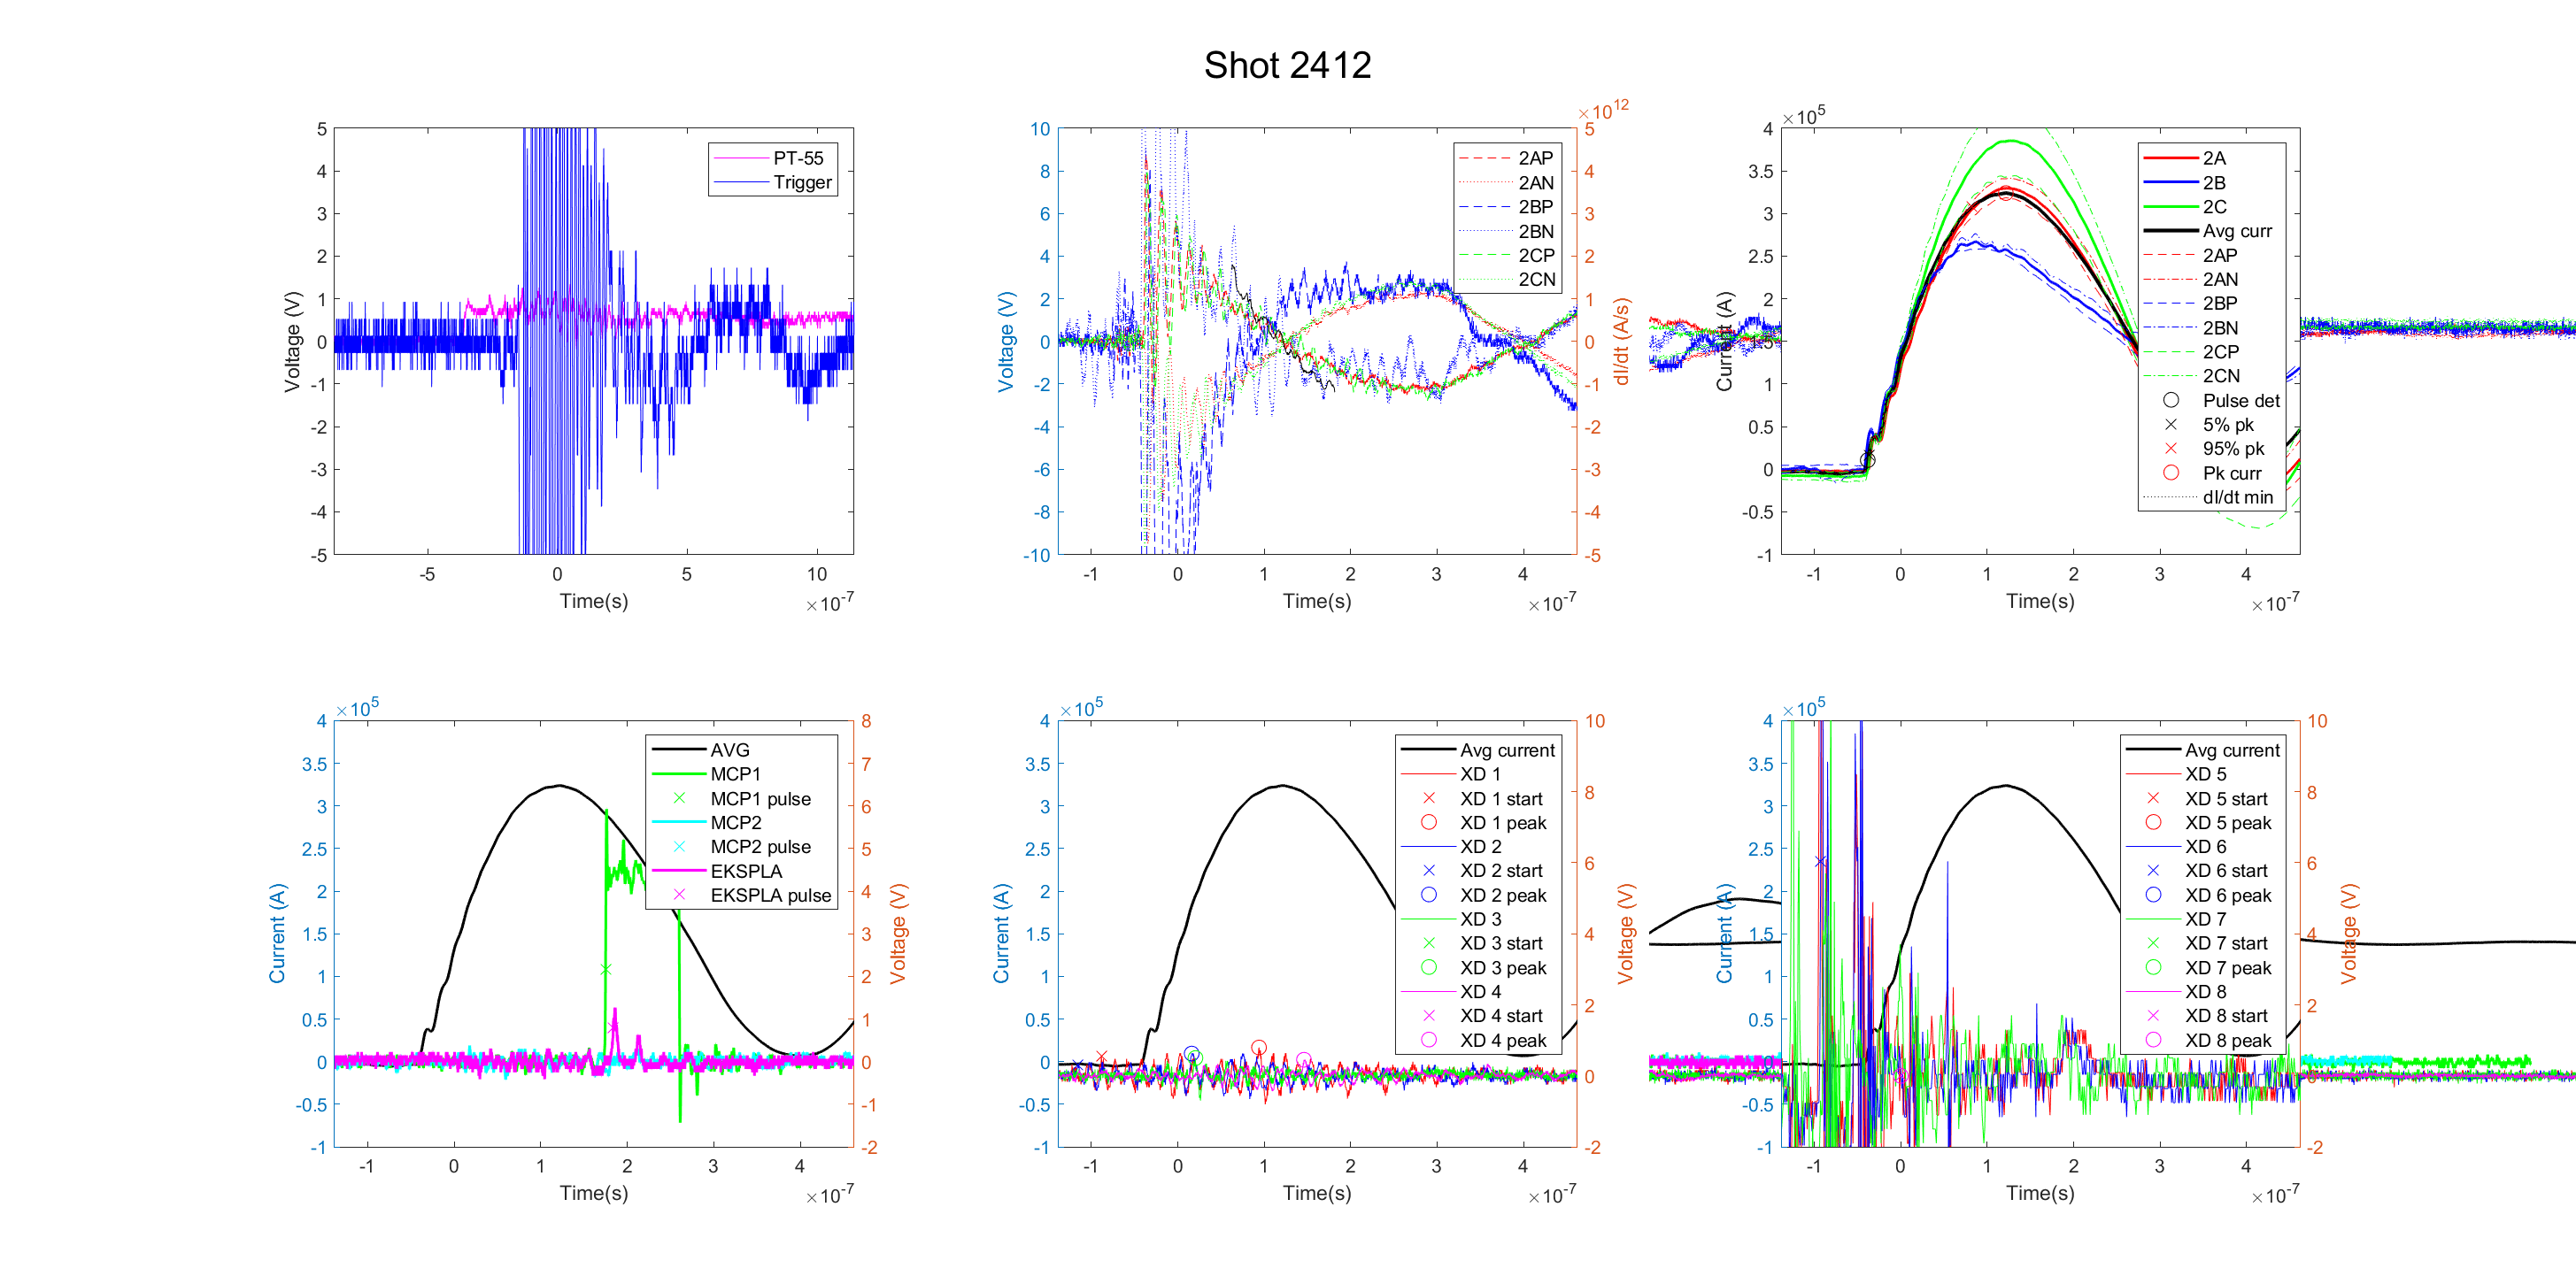 Shot 2412
5
4
3
2
1
0
-1
-2
-3
-4
-5
Voltage (V)
-5
0
5
10
Time(s)
×10-7
PT-55
Trigger
10
8
6
4
2
0
-2
-4
-6
-8
-10
Voltage (V)
×1012
5
4
3
2
1
0
-1
-2
-3
-4
-5
dI/dt (A/s)
-1
0
1
2
3
4
Time(s)
×10-7
2AP
2AN
2BP
2BN
2CP
2CN
×105
4
3.5
3
2.5
2
1.5
1
0.5
0
-0.5
-1
Current (A)
-1
0
1
2
3
4
Time(s)
×10-7
2A
2B
2C
Avg curr
2AP
2AN
2BP
2BN
2CP
2CN
Pulse det
5% pk
95% pk
Pk curr
dI/dt min
×105
4
3.5
3
2.5
2
1.5
1
0.5
0
-0.5
-1
Current (A)
8
7
6
5
4
3
2
1
0
-1
-2
Voltage (V)
-1
0
1
2
3
4
Time(s)
×10-7
AVG
MCP1
MCP1 pulse
MCP2
MCP2 pulse
EKSPLA
EKSPLA pulse
×105
4
3.5
3
2.5
2
1.5
1
0.5
0
-0.5
-1
Current (A)
10
8
6
4
2
0
-2
Voltage (V)
-1
0
1
2
3
4
Time(s)
×10-7
Avg current
XD 1
XD 1 start
XD 1 peak
XD 2
XD 2 start
XD 2 peak
XD 3
XD 3 start
XD 3 peak
XD 4
XD 4 start
XD 4 peak
×105
4
3.5
3
2.5
2
1.5
1
0.5
0
-0.5
-1
Current (A)
10
8
6
4
2
0
-2
Voltage (V)
-1
0
1
2
3
4
Time(s)
×10-7
Avg current
XD 5
XD 5 start
XD 5 peak
XD 6
XD 6 start
XD 6 peak
XD 7
XD 7 start
XD 7 peak
XD 8
XD 8 start
XD 8 peak